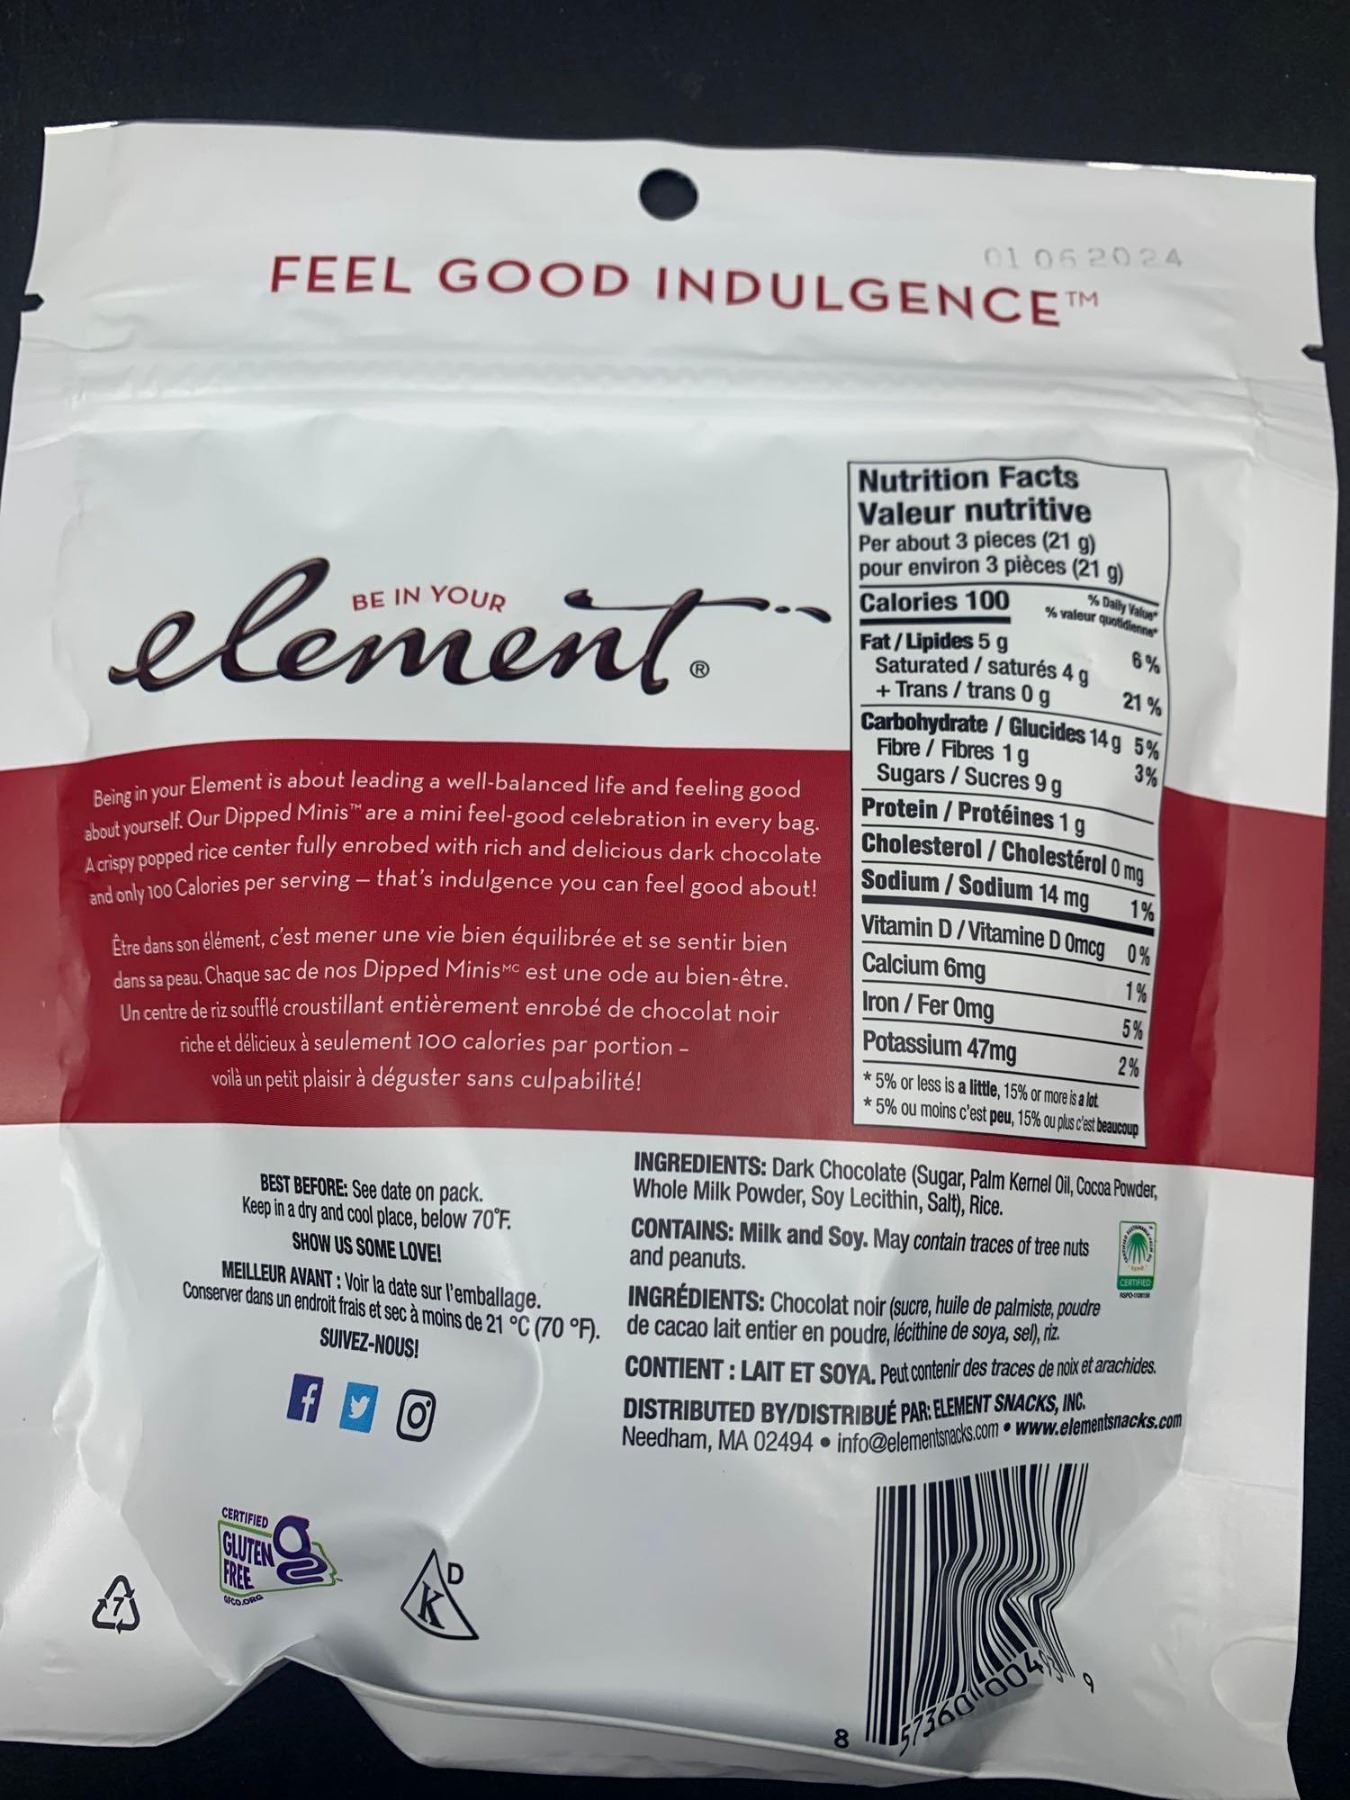 01 06 2024
FEEL GOOD INDULGENCE™
BE IN YOUR
element®
Being in your Element is about leading a well-balanced life and feeling good
about yourself. Our Dipped Minis™ are a mini feel-good celebration in every bag.
A crispy popped rice center fully enrobed with rich and delicious dark chocolate
and only 100 Calories per serving – that's indulgence you can feel good about!
Être dans son élément, c'est mener une vie bien équilibrée et se sentir bien
dans sa peau. Chaque sac de nos Dipped Minis MC est une ode au bien-être.
Un centre de riz soufflé croustillant entièrement enrobé de chocolat noir
riche et délicieux à seulement 100 calories par portion –
voilà un petit plaisir à déguster sans culpabilité!
Nutrition Facts
Valeur nutritive
Per about 3 pieces (21 g)
pour environ 3 pièces (21 g)
Calories 100 % Daily Value*
% valeur quotidienne*
Fat / Lipides 5 g 6 %
Saturated / saturés 4 g
+ Trans / trans 0 g 21 %
Carbohydrate / Glucides 14 g 5%
Fibre / Fibres 1 g 3%
Sugars / Sucres 9 g
Protein / Protéines 1 g
Cholesterol / Cholestérol 0 mg
Sodium / Sodium 14 mg 1%
Vitamin D / Vitamine D 0mcg 0%
Calcium 6mg 1%
Iron / Fer 0mg 5%
Potassium 47mg 2%
* 5% or less is a little, 15% or more is a lot.
* 5% ou moins c'est peu, 15% ou plus c'est beaucoup
BEST BEFORE: See date on pack.
Keep in a dry and cool place, below 70°F.
SHOW US SOME LOVE!
MEILLEUR AVANT : Voir la date sur l'emballage.
Conserver dans un endroit frais et sec à moins de 21 °C (70 °F).
SUIVEZ-NOUS!
INGREDIENTS: Dark Chocolate (Sugar, Palm Kernel Oil, Cocoa Powder,
Whole Milk Powder, Soy Lecithin, Salt), Rice.
CONTAINS: Milk and Soy. May contain traces of tree nuts
and peanuts.
INGRÉDIENTS: Chocolat noir (sucre, huile de palmiste, poudre
de cacao lait entier en poudre, lécithine de soya, sel), riz.
CONTIENT : LAIT ET SOYA. Peut contenir des traces de noix et arachides.
DISTRIBUTED BY/DISTRIBUÉ PAR: ELEMENT SNACKS, INC.
Needham, MA 02494 • info@elementsnacks.com • www.elementsnacks.com
CERTIFIED
CERTIFIED
GLUTEN
FREE
GFCO.ORG
K D
7
8 57360 00493 9